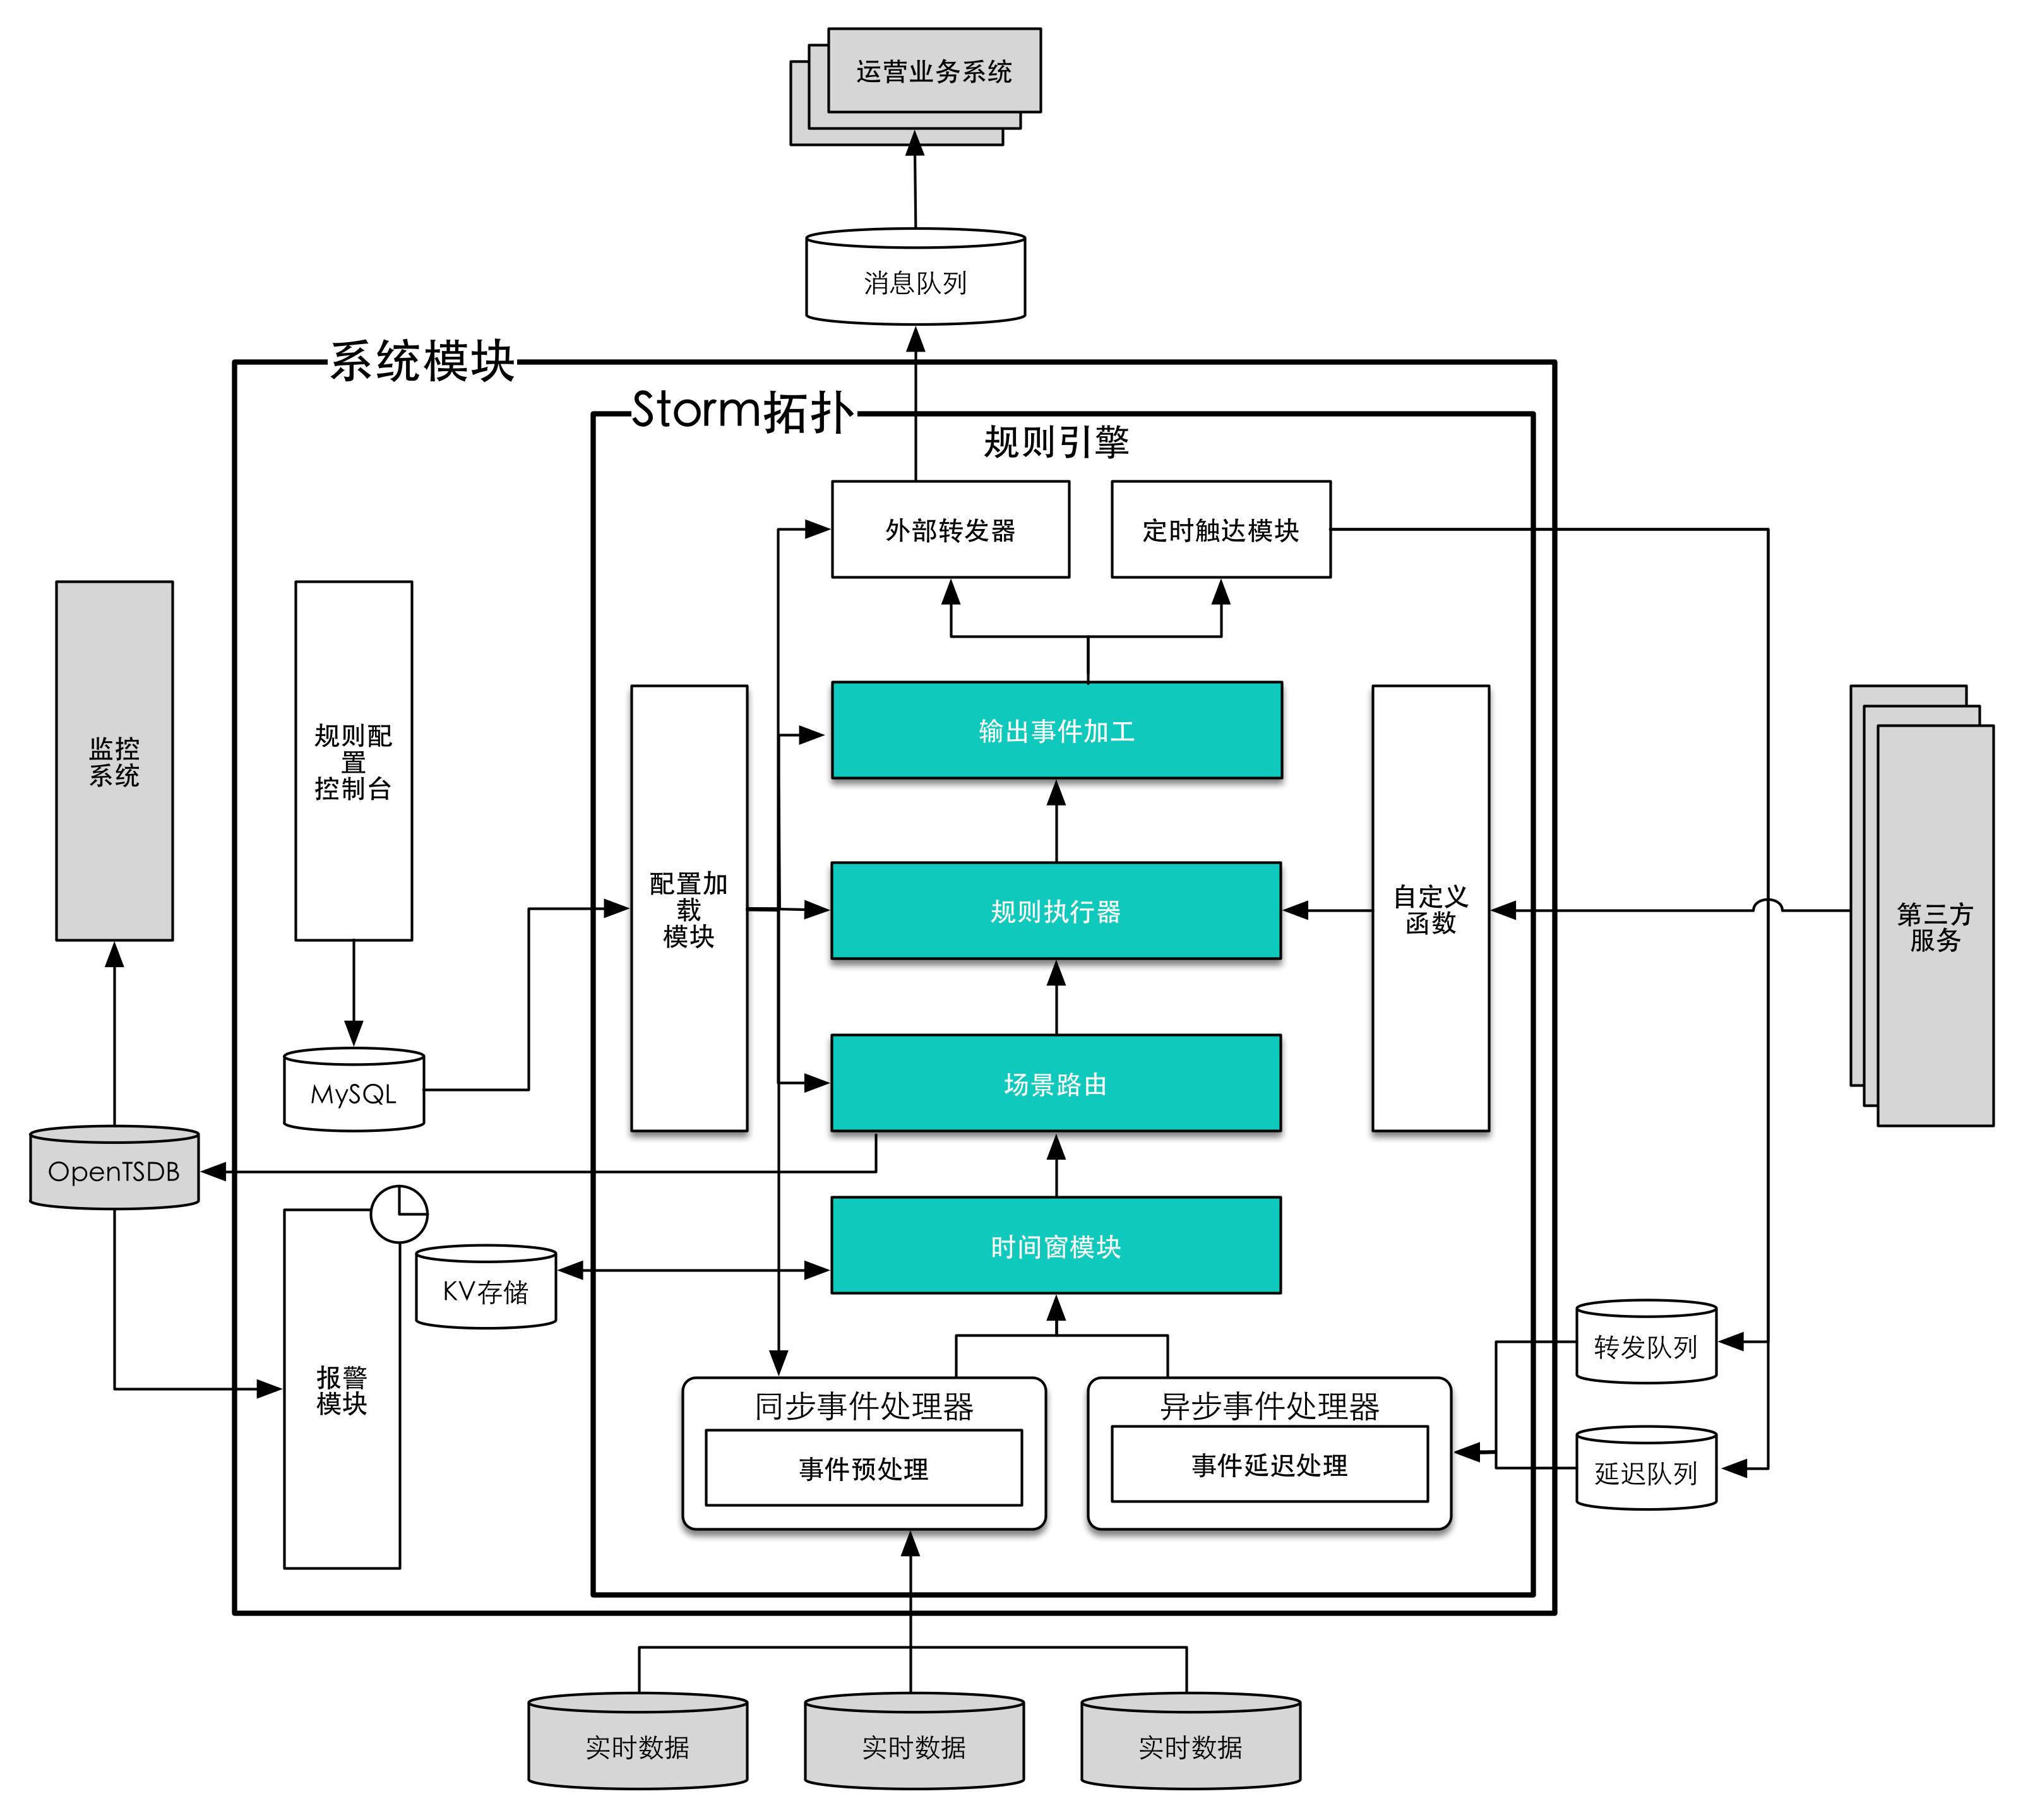 运营业务系统
消息队列
系统模块
Storm拓扑
规则引擎
外部转发器
定时触达模块
监控
系统
规则配
置
控制台
输出事件加工
配置加
载
模块
规则执行器
自定义
函数
第三方
服务
MySQL
场景路由
OpenTSDB
KV存储
时间窗模块
报警
模块
同步事件处理器
事件预处理
异步事件处理器
事件延迟处理
转发队列
延迟队列
实时数据
实时数据
实时数据